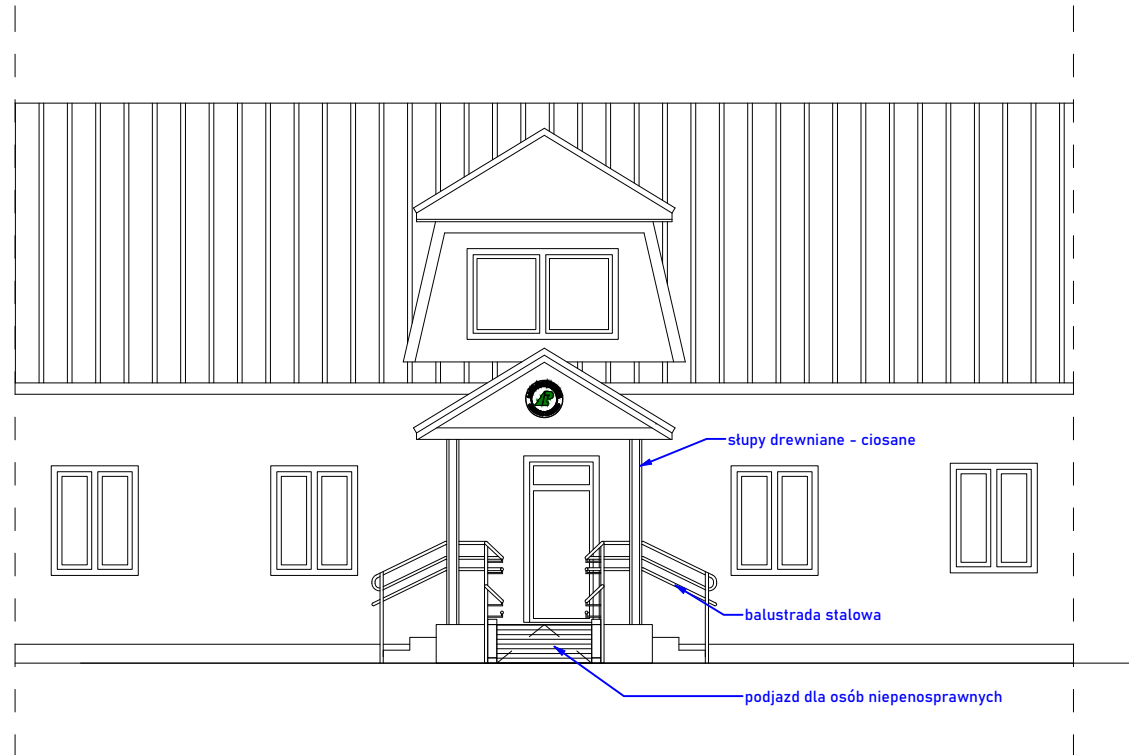 słupy drewniane - ciosane
balustrada stalowa
podjazd dla osób niepenosprawnych